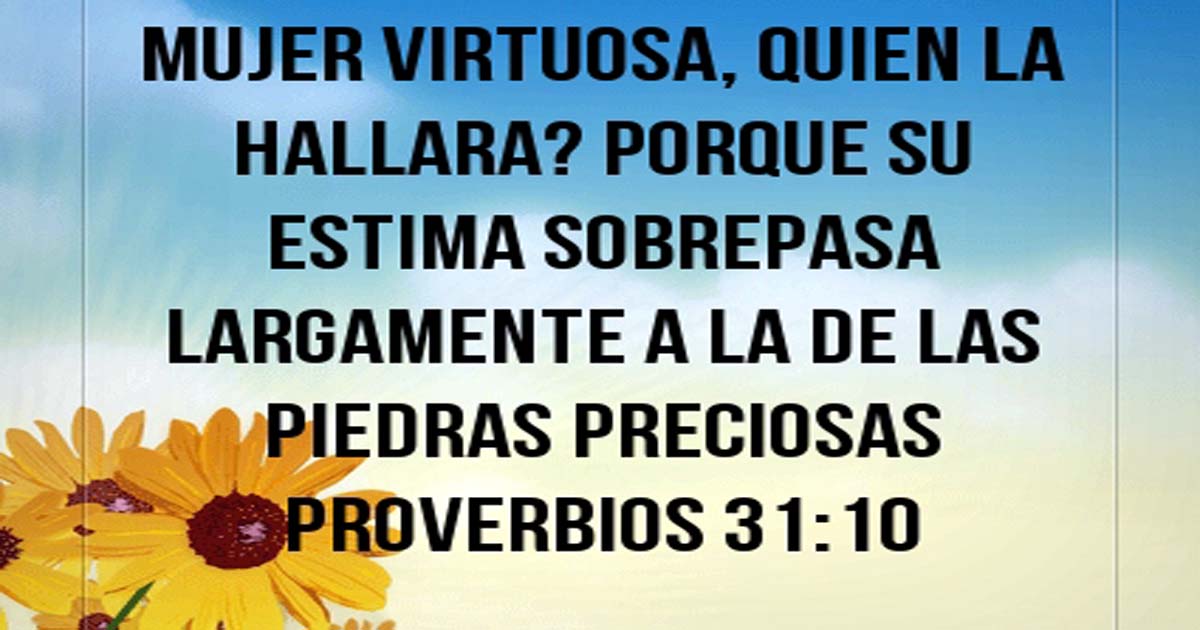 MUJER VIRTUOSA, QUIEN LA
HALLARA? PORQUE SU
ESTIMA SOBREPASA
LARGAMENTE A LA DE LAS
PIEDRAS PRECIOSAS
PROVERBIOS 31:10